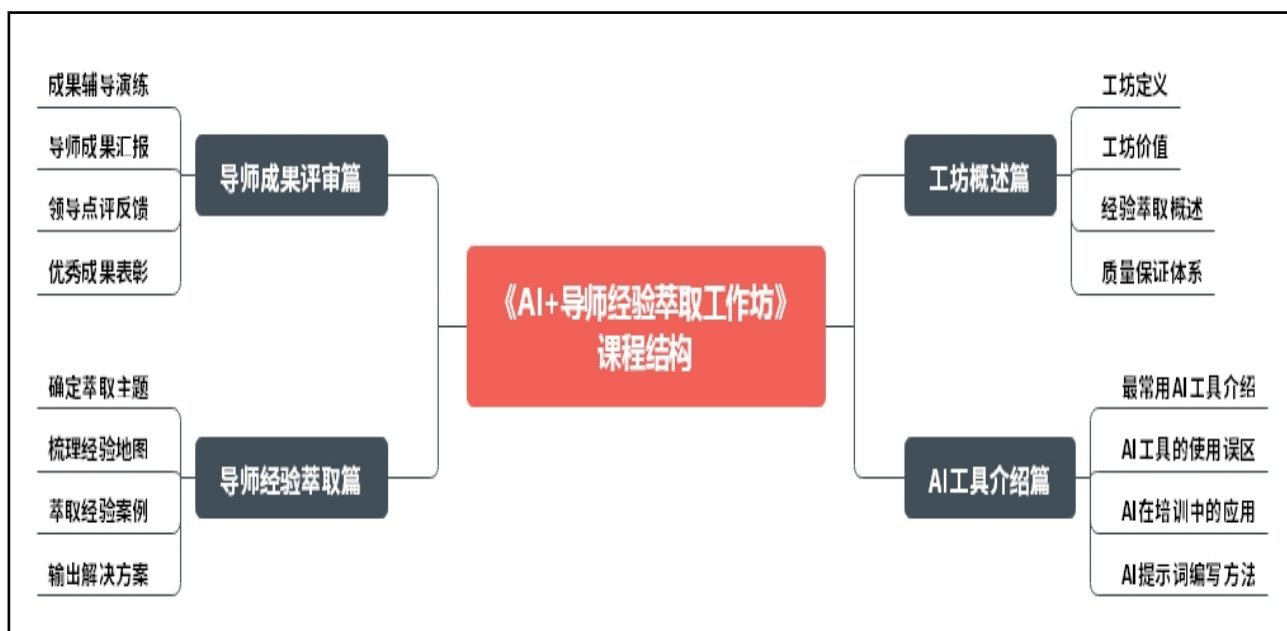 《AI+导师经验萃取工作坊》
课程结构
工坊概述篇
工坊定义
工坊价值
经验萃取概述
质量保证体系
AI工具介绍篇
最常用AI工具介绍
AI工具的使用误区
AI在培训中的应用
AI提示词编写方法
导师经验萃取篇
确定萃取主题
梳理经验地图
萃取经验案例
输出解决方案
导师成果评审篇
成果辅导演练
导师成果汇报
领导点评反馈
优秀成果表彰